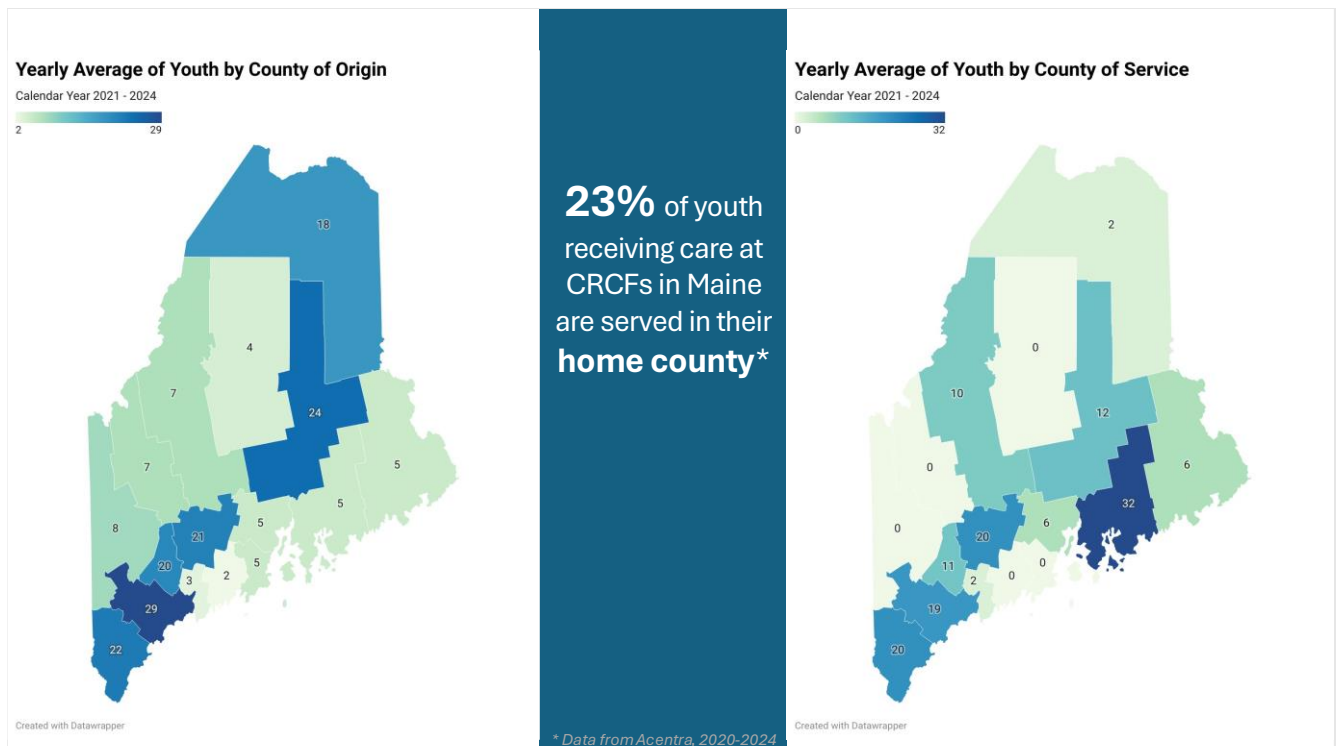 Yearly Average of Youth by County of Origin
Calendar Year 2021 - 2024
2 29
18
4
7
24
7
5
5
8
5
21
20
5
3
2
29
22
Created with Datawrapper
23% of youth
receiving care at
CRCFs in Maine
are served in their
home county*
* Data from Acentra, 2020-2024
Yearly Average of Youth by County of Service
Calendar Year 2021 - 2024
0 32
2
0
10
12
0
6
32
0
6
20
11
0
2
0
19
20
Created with Datawrapper